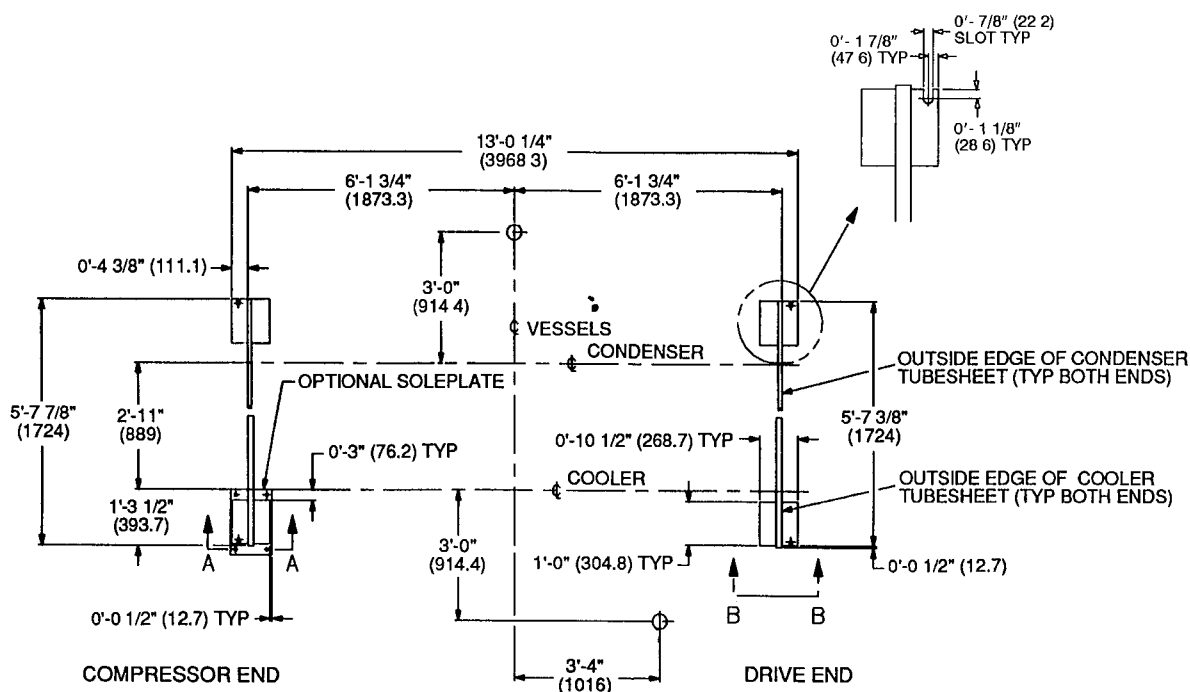 0'- 7/8" (22 2)
SLOT TYP
0'- 1 7/8"
(47 6) TYP
0'- 1 1/8"
(28 6) TYP
13'-0 1/4"
(3968 3)
6'-1 3/4"
(1873.3)
6'-1 3/4"
(1873.3)
0'-4 3/8" (111.1)
3'-0"
(914 4)
℄ VESSELS
℄ CONDENSER
OUTSIDE EDGE OF CONDENSER
TUBESHEET (TYP BOTH ENDS)
OPTIONAL SOLEPLATE
5'-7 7/8"
(1724)
2'-11"
(889)
5'-7 3/8"
(1724)
0'-10 1/2" (268.7) TYP
0'-3" (76.2) TYP
℄ COOLER
OUTSIDE EDGE OF COOLER
TUBESHEET (TYP BOTH ENDS)
1'-3 1/2"
(393.7)
3'-0"
(914.4)
1'-0" (304.8) TYP
0'-0 1/2" (12.7)
A A
B B
0'-0 1/2" (12.7) TYP
3'-4"
(1016)
COMPRESSOR END
DRIVE END